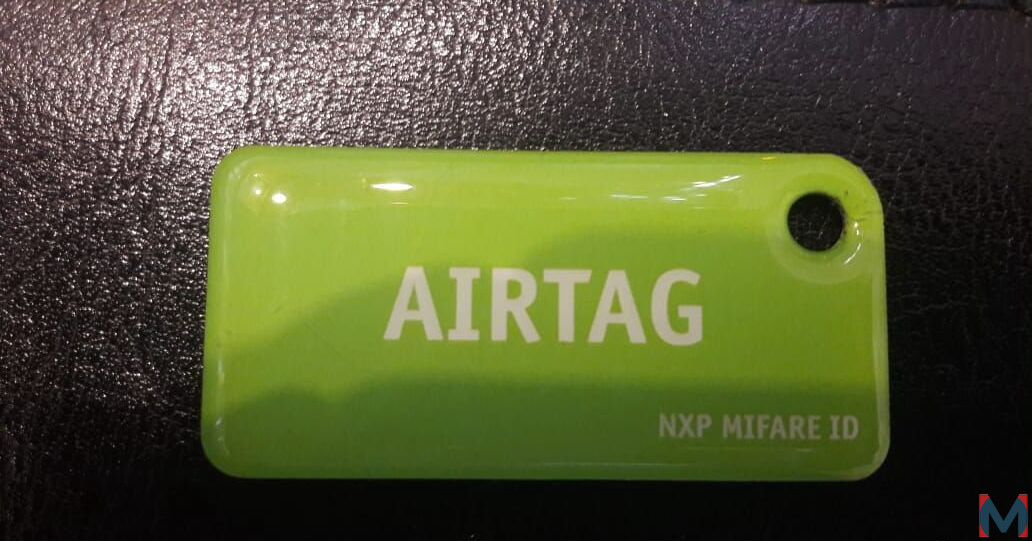 AIRTAG
NXP MIFARE ID
M